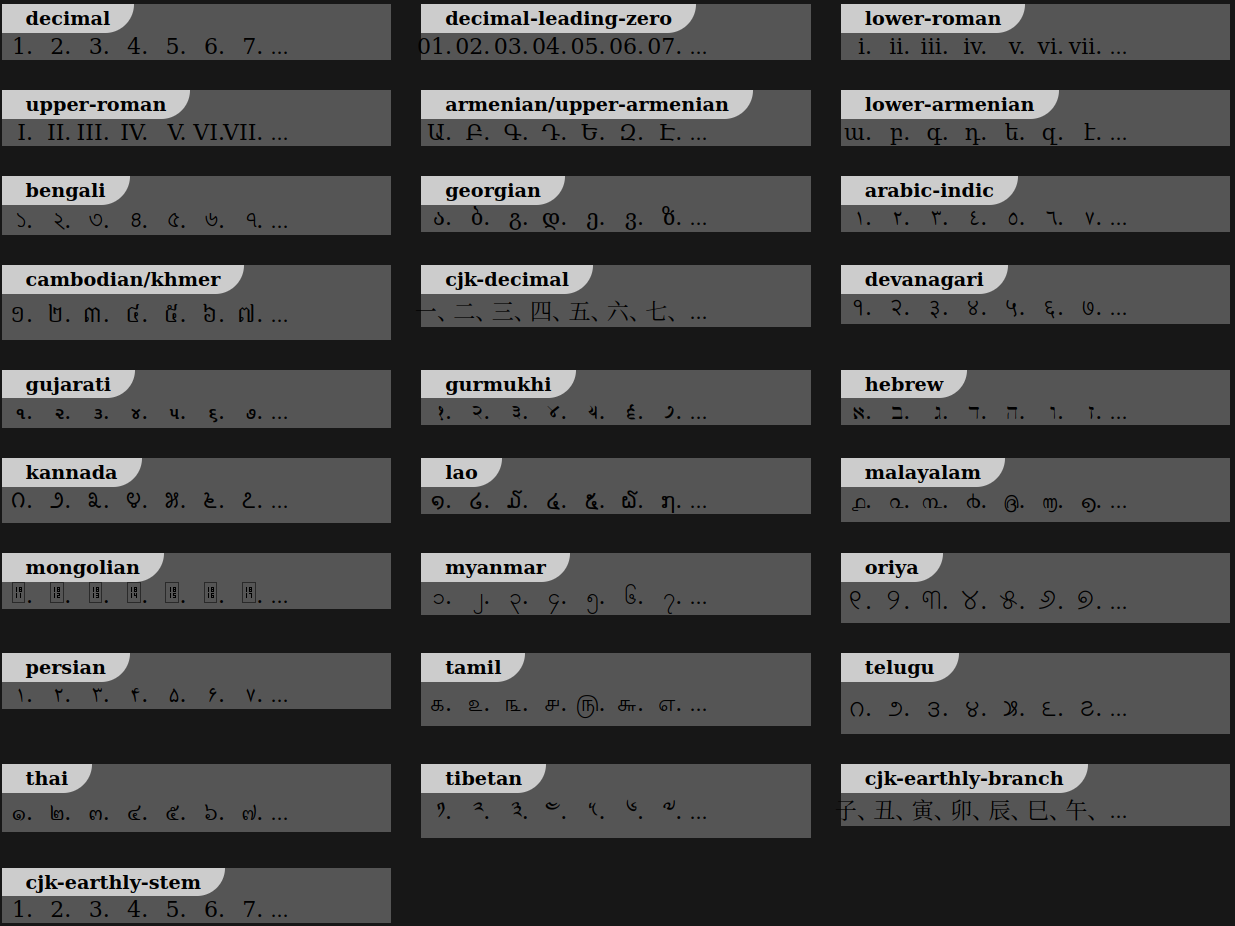 decimal
1. 2. 3. 4. 5. 6. 7. ...
decimal-leading-zero
01. 02. 03. 04. 05. 06. 07. ...
lower-roman
i. ii. iii. iv. v. vi. vii. ...
upper-roman
I. II. III. IV. V. VI. VII. ...
armenian/upper-armenian
Ա. Բ. Գ. Դ. Ե. Զ. Է. ...
lower-armenian
ա. բ. գ. դ. ե. զ. է. ...
bengali
১. ২. ৩. ৪. ৫. ৬. ৭. ...
georgian
ა. ბ. გ. დ. ე. ვ. ზ. ...
arabic-indic
١. ٢. ٣. ٤. ٥. ٦. ٧. ...
cambodian/khmer
១. ២. ៣. ៤. ៥. ៦. ៧. ...
cjk-decimal
一、 二、 三、 四、 五、 六、 七、 ...
devanagari
१. २. ३. ४. ५. ६. ७. ...
gujarati
૧. ૨. ૩. ૪. ૫. ૬. ૭. ...
gurmukhi
੧. ੨. ੩. ੪. ੫. ੬. ੭. ...
hebrew
א. ב. ג. ד. ה. ו. ז. ...
kannada
೧. ೨. ೩. ೪. ೫. ೬. ೭. ...
lao
໑. ໒. ໓. ໔. ໕. ໖. ໗. ...
malayalam
൧. ൨. ൩. ൪. ൫. ൬. ൭. ...
mongolian
᠑. ᠒. ᠓. ᠔. ᠕. ᠖. ᠗. ...
myanmar
၁. ၂. ၃. ၄. ၅. ၆. ၇. ...
oriya
୧. ୨. ୩. ୪. ୫. ୬. ୭. ...
persian
۱. ۲. ۳. ۴. ۵. ۶. ۷. ...
tamil
௧. ௨. ௩. ௪. ௫. ௬. ௭. ...
telugu
౧. ౨. ౩. ౪. ౫. ౬. ౭. ...
thai
๑. ๒. ๓. ๔. ๕. ๖. ๗. ...
tibetan
༡. ༢. ༣. ༤. ༥. ༦. ༧. ...
cjk-earthly-branch
子、 丑、 寅、 卯、 辰、 巳、 午、 ...
cjk-earthly-stem
1. 2. 3. 4. 5. 6. 7. ...